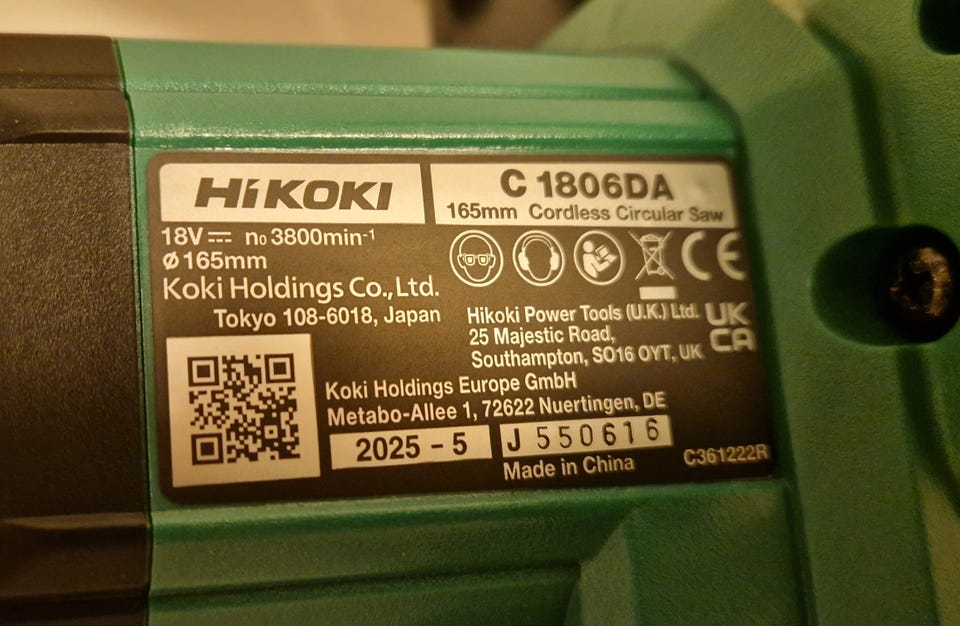 HiKOKI
C 1806DA
165mm Cordless Circular Saw
18V⎓ n₀ 3800min⁻¹
ø 165mm
Koki Holdings Co.,Ltd.
Tokyo 108-6018, Japan
CE
Hikoki Power Tools (U.K.) Ltd.
25 Majestic Road,
Southampton, SO16 OYT, UK
UK
CA
Koki Holdings Europe GmbH
Metabo-Allee 1, 72622 Nuertingen, DE
2025 - 5
J 550616
Made in China
C361222R